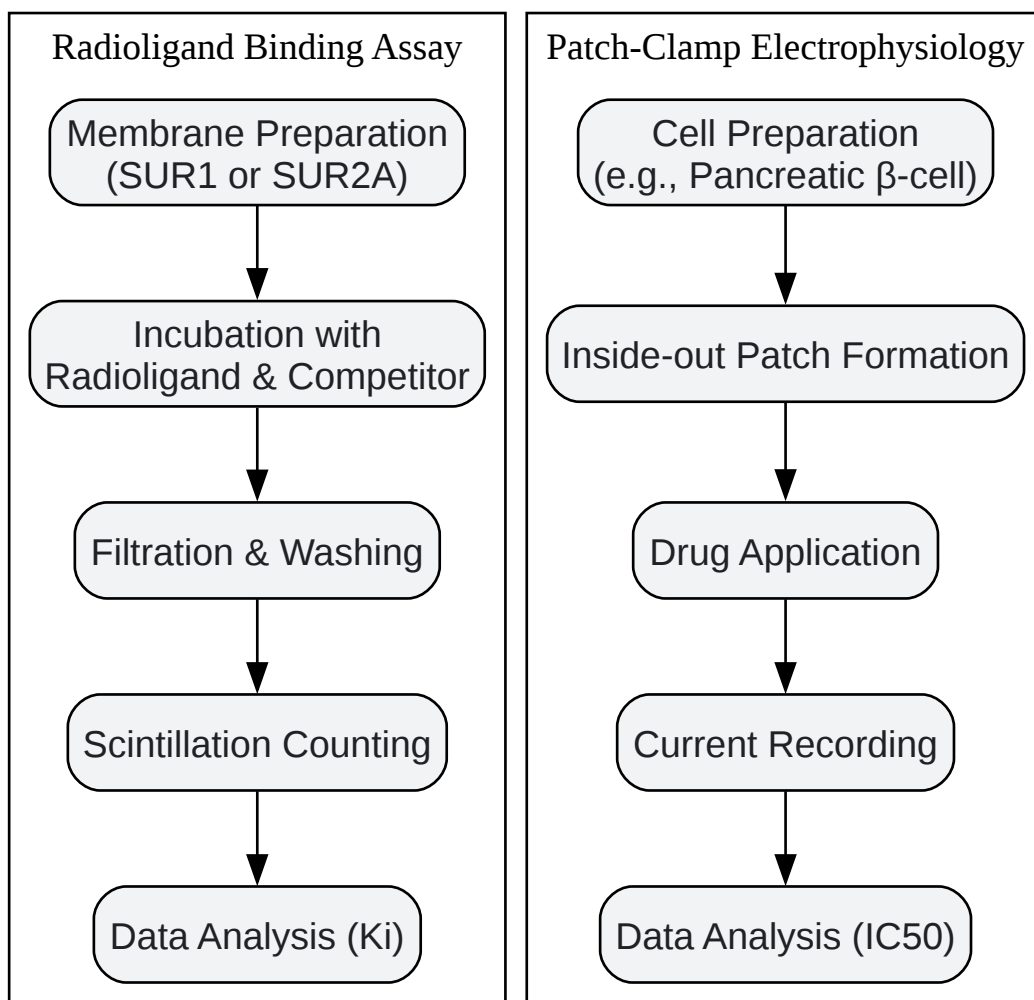 Radioligand Binding Assay
Membrane Preparation
(SUR1 or SUR2A)
Incubation with
Radioligand & Competitor
Filtration & Washing
Scintillation Counting
Data Analysis (Ki)
Patch-Clamp Electrophysiology
Cell Preparation
(e.g., Pancreatic β-cell)
Inside-out Patch Formation
Drug Application
Current Recording
Data Analysis (IC50)